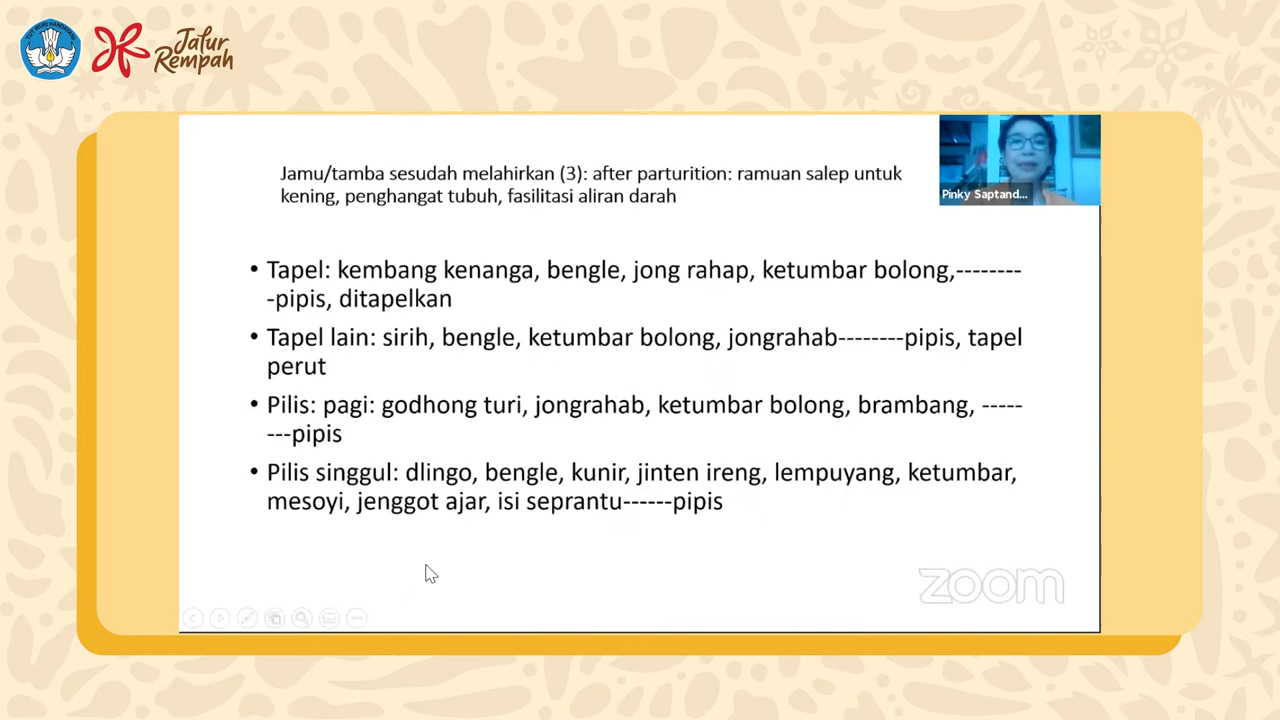 TUT WURI HANDAYANI
Jalur
Rempah
Jamu/tamba sesudah melahirkan (3): after parturition: ramuan salep untuk
kening, penghangat tubuh, fasilitasi aliran darah
Pinky Saptand...
• Tapel: kembang kenanga, bengle, jong rahap, ketumbar bolong,--------
-pipis, ditapelkan
• Tapel lain: sirih, bengle, ketumbar bolong, jongrahab--------pipis, tapel
perut
• Pilis: pagi: godhong turi, jongrahab, ketumbar bolong, brambang, -----
---pipis
• Pilis singgul: dlingo, bengle, kunir, jinten ireng, lempuyang, ketumbar,
mesoyi, jenggot ajar, isi seprantu------pipis
zoom